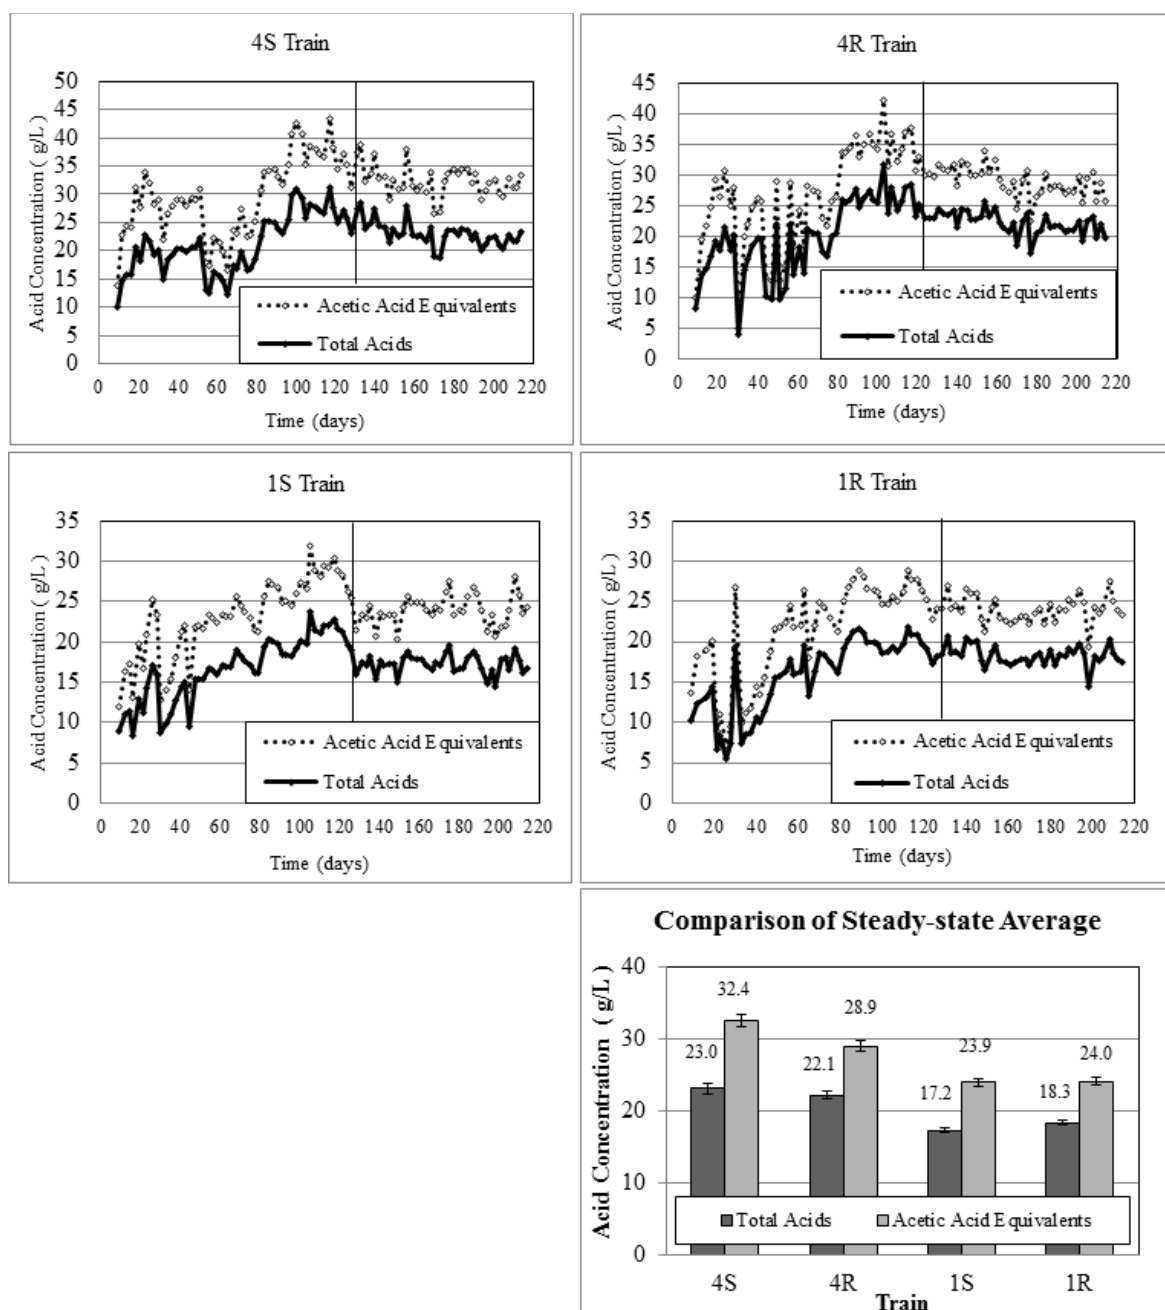 4S Train
Acid Concentration ( g/L )
50
45
40
35
30
25
20
15
10
5
0
Acetic Acid Equivalents
Total Acids
0 20 40 60 80 100 120 140 160 180 200 220
Time (days)
4R Train
Acid Concentration ( g/L )
45
40
35
30
25
20
15
10
5
0
Acetic Acid Equivalents
Total Acids
0 20 40 60 80 100 120 140 160 180 200 220
Time (days)
1S Train
Acid Concentration ( g/L )
35
30
25
20
15
10
5
0
Acetic Acid Equivalents
Total Acids
0 20 40 60 80 100 120 140 160 180 200 220
Time (days)
1R Train
Acid Concentration ( g/L )
35
30
25
20
15
10
5
0
Acetic Acid Equivalents
Total Acids
0 20 40 60 80 100 120 140 160 180 200 220
Time (days)
Comparison of Steady-state Average
Acid Concentration ( g/L )
40
30
20
10
0
23.0 32.4 22.1 28.9 17.2 23.9 18.3 24.0
Total Acids Acetic Acid Equivalents
4S 4R 1S 1R
Train